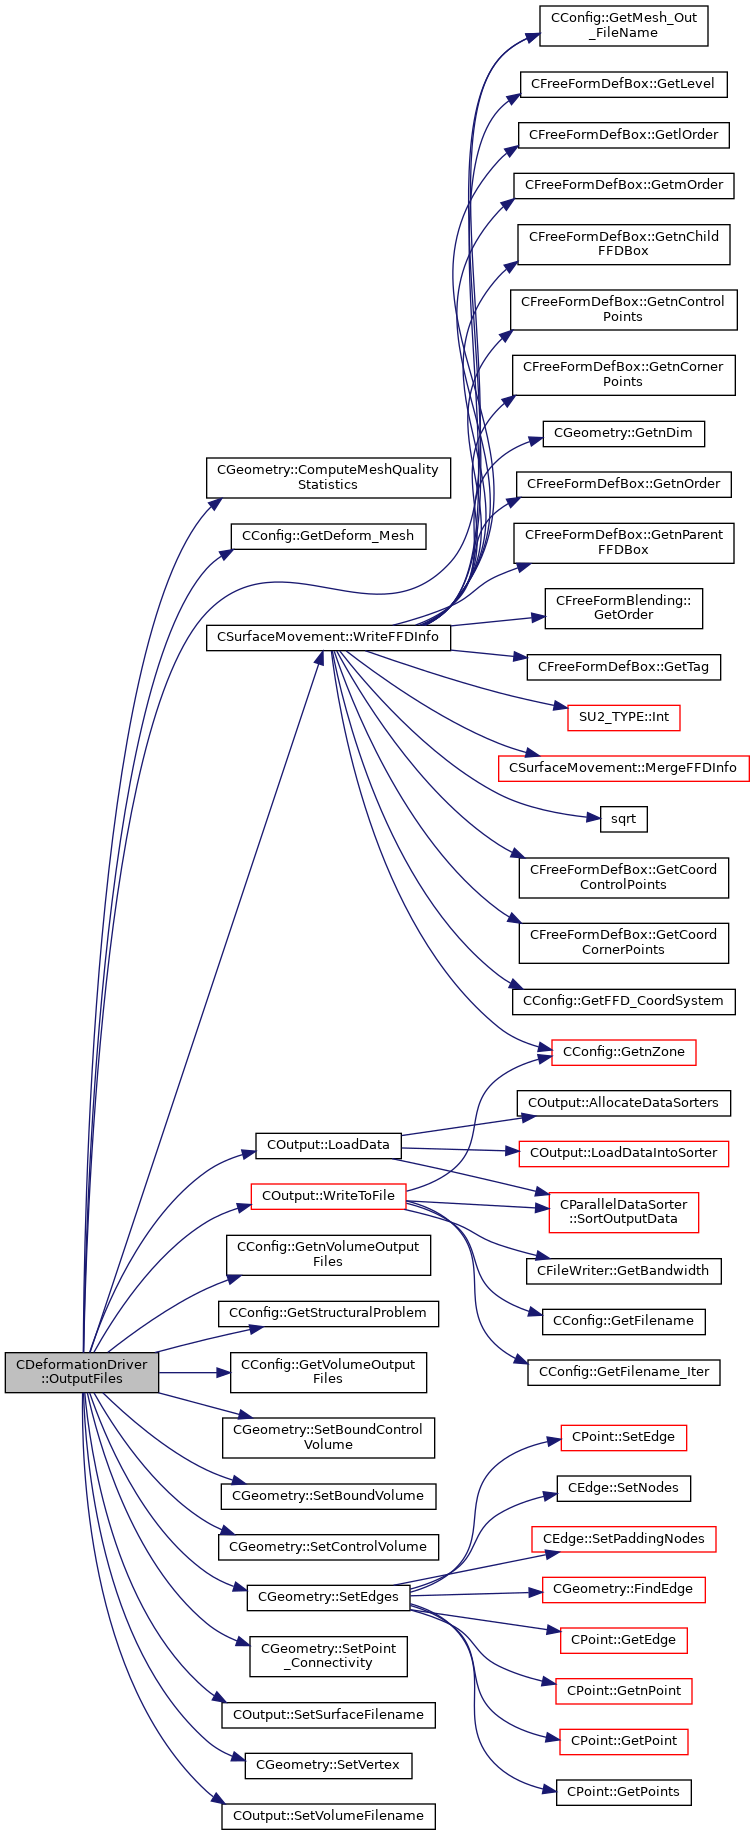 CConfig::GetMesh_Out
_FileName
CFreeFormDefBox::GetLevel
CFreeFormDefBox::GetlOrder
CFreeFormDefBox::GetmOrder
CFreeFormDefBox::GetnChild
FFDBox
CFreeFormDefBox::GetnControl
Points
CFreeFormDefBox::GetnCorner
Points
CGeometry::GetnDim
CGeometry::ComputeMeshQuality
Statistics
CFreeFormDefBox::GetnOrder
CConfig::GetDeform_Mesh
CFreeFormDefBox::GetnParent
FFDBox
CFreeFormBlending::
GetOrder
CSurfaceMovement::WriteFFDInfo
CFreeFormDefBox::GetTag
SU2_TYPE::Int
CSurfaceMovement::MergeFFDInfo
sqrt
CFreeFormDefBox::GetCoord
ControlPoints
CFreeFormDefBox::GetCoord
CornerPoints
CConfig::GetFFD_CoordSystem
CConfig::GetnZone
COutput::AllocateDataSorters
COutput::LoadData
COutput::LoadDataIntoSorter
COutput::WriteToFile
CParallelDataSorter
::SortOutputData
CConfig::GetnVolumeOutput
Files
CFileWriter::GetBandwidth
CConfig::GetStructuralProblem
CConfig::GetFilename
CDeformationDriver
::OutputFiles
CConfig::GetVolumeOutput
Files
CConfig::GetFilename_Iter
CGeometry::SetBoundControl
Volume
CPoint::SetEdge
CGeometry::SetBoundVolume
CEdge::SetNodes
CGeometry::SetControlVolume
CEdge::SetPaddingNodes
CGeometry::SetEdges
CGeometry::FindEdge
CPoint::GetEdge
CGeometry::SetPoint
_Connectivity
CPoint::GetnPoint
COutput::SetSurfaceFilename
CPoint::GetPoint
CGeometry::SetVertex
CPoint::GetPoints
COutput::SetVolumeFilename